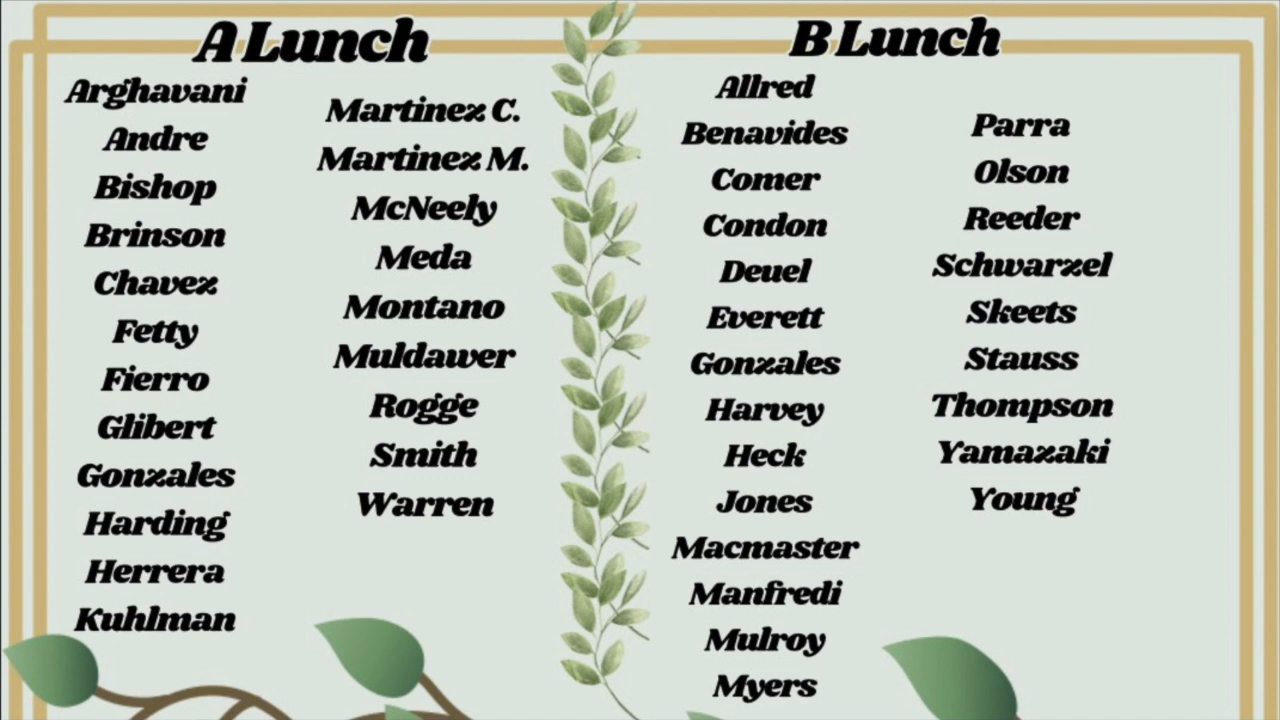 A Lunch
Arghavani
Andre
Bishop
Brinson
Chavez
Fetty
Fierro
Glibert
Gonzales
Harding
Herrera
Kuhlman
Martinez C.
Martinez M.
McNeely
Meda
Montano
Muldawer
Rogge
Smith
Warren
B Lunch
Allred
Benavides
Comer
Condon
Deuel
Everett
Gonzales
Harvey
Heck
Jones
Macmaster
Manfredi
Mulroy
Myers
Parra
Olson
Reeder
Schwarzel
Skeets
Stauss
Thompson
Yamazaki
Young